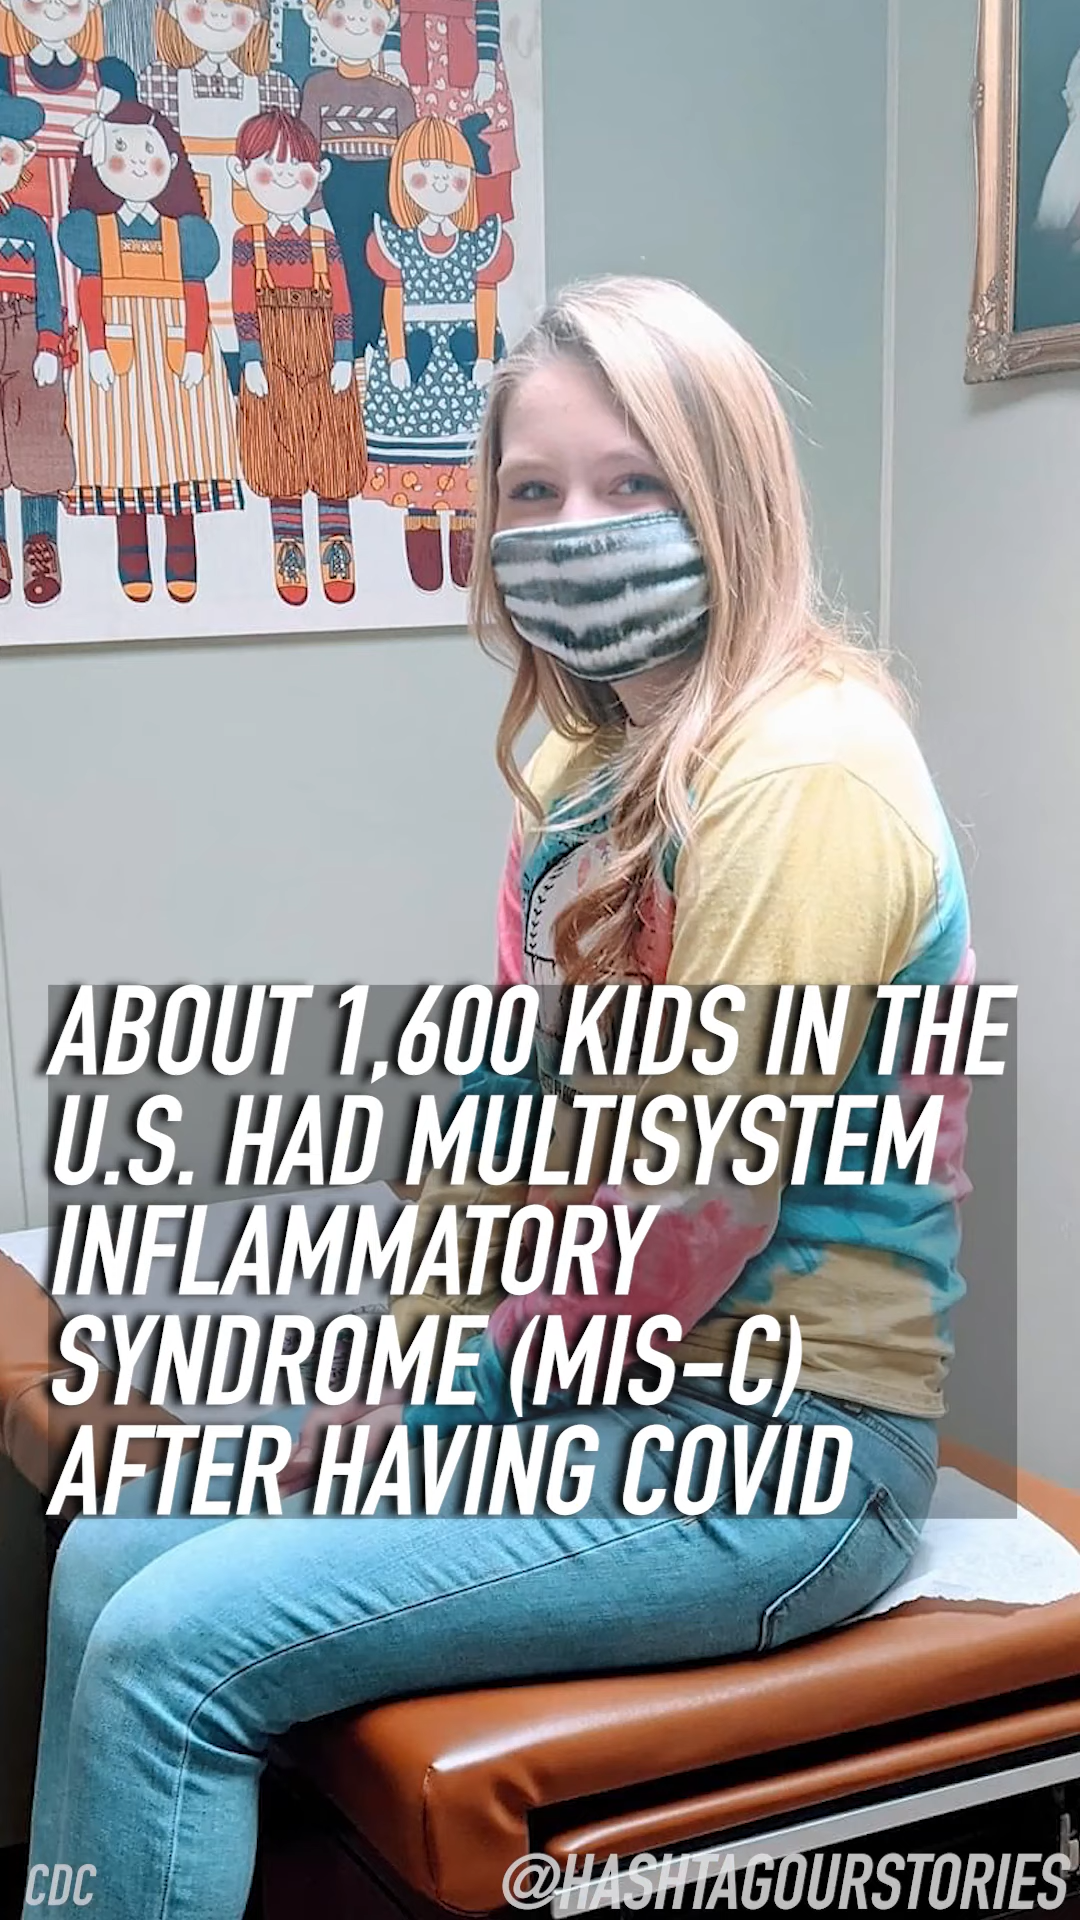 ABOUT 1,600 KIDS IN THE
U.S. HAD MULTISYSTEM
INFLAMMATORY
SYNDROME (MIS-C)
AFTER HAVING COVID
CDC
@HASHTAGOURSTORIES